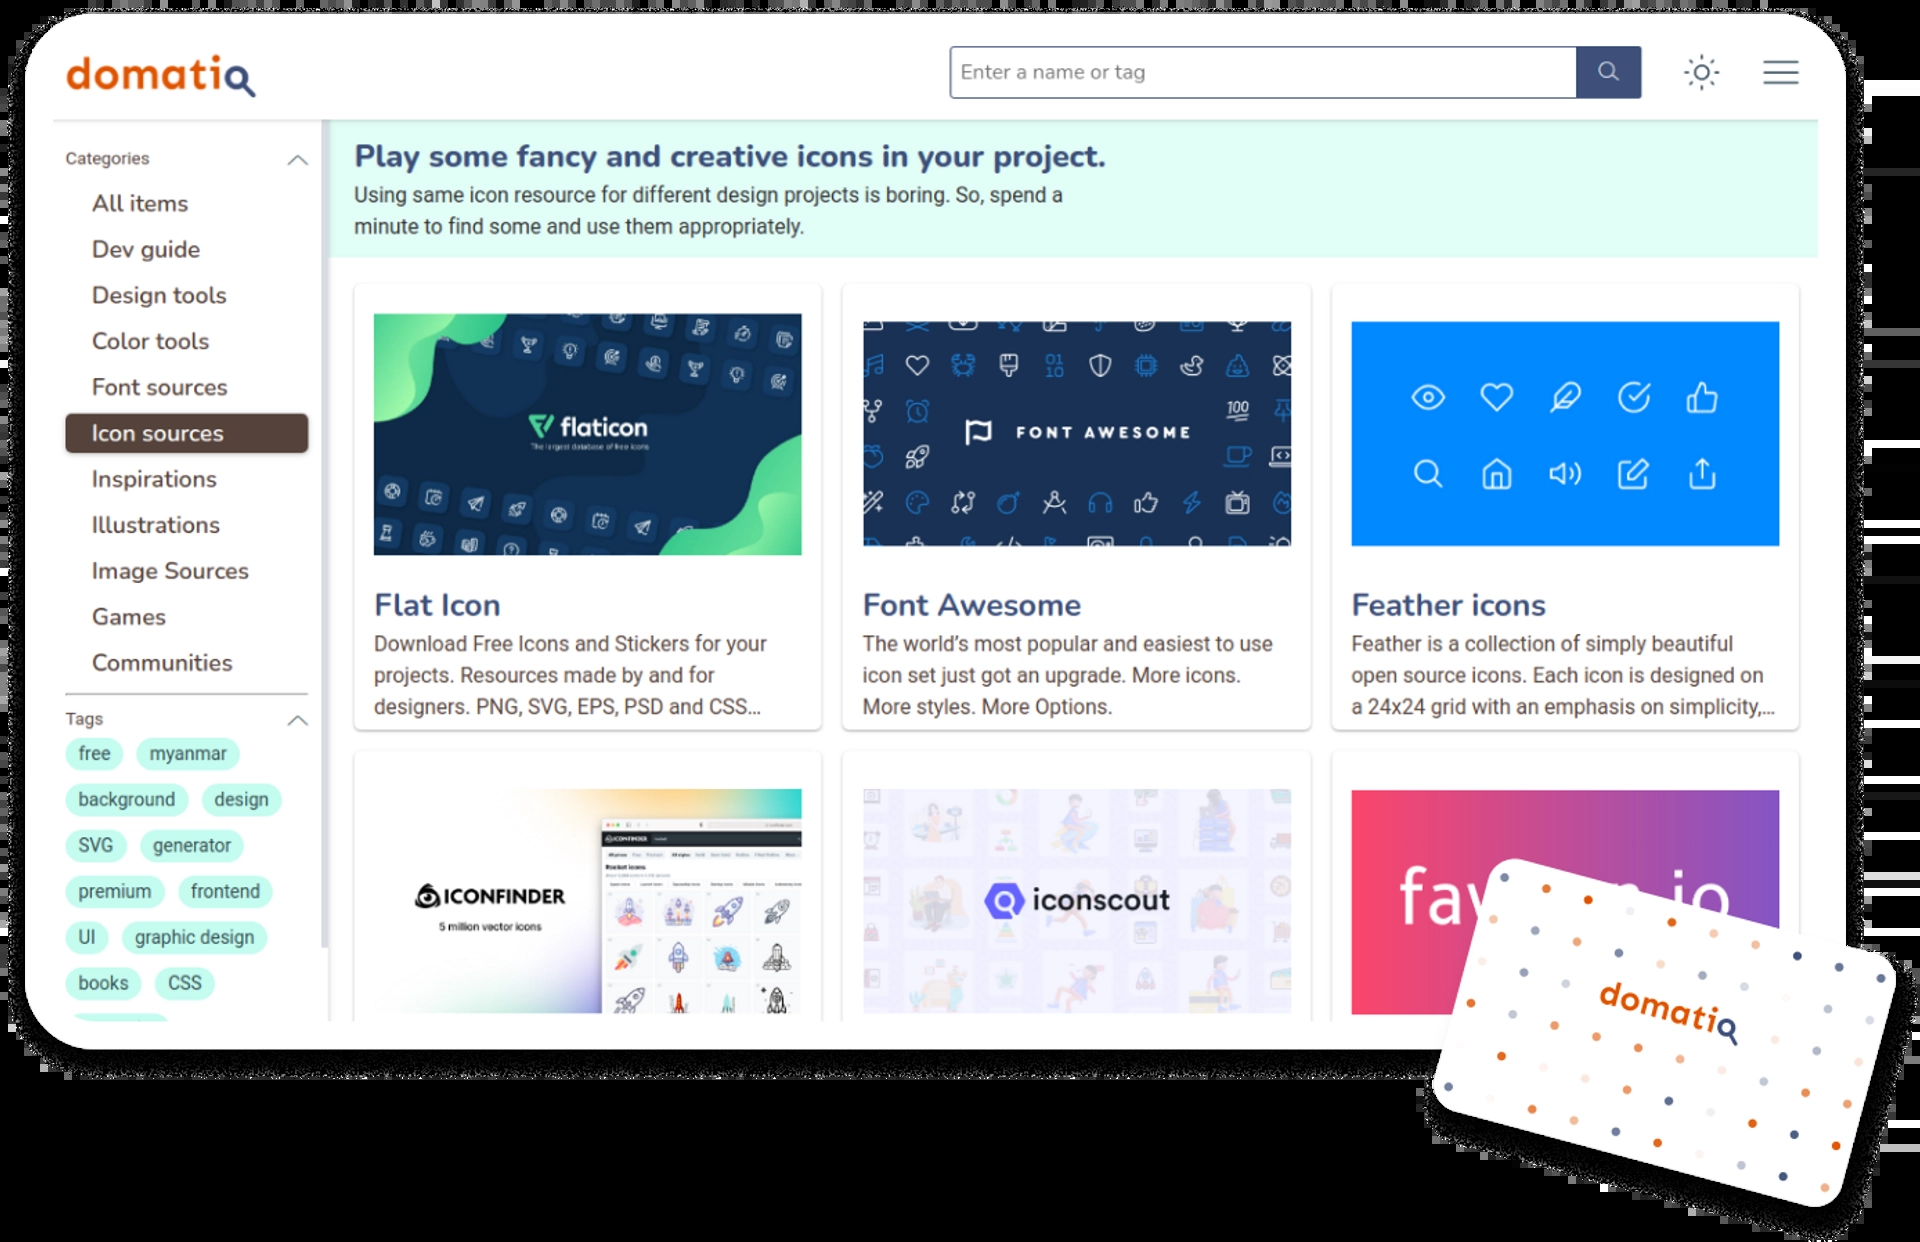 domatiq
Enter a name or tag
Categories
All items
Dev guide
Design tools
Color tools
Font sources
Icon sources
Inspirations
Illustrations
Image Sources
Games
Communities
Tags
free
myanmar
background
design
SVG
generator
premium
frontend
UI
graphic design
books
CSS
Play some fancy and creative icons in your project.
Using same icon resource for different design projects is boring. So, spend a
minute to find some and use them appropriately.
flaticon
The largest database of free icons
Flat Icon
Download Free Icons and Stickers for your
projects. Resources made by and for
designers. PNG, SVG, EPS, PSD and CSS...
01
10
100
FONT AWESOME
Font Awesome
The world’s most popular and easiest to use
icon set just got an upgrade. More icons.
More styles. More Options.
Feather icons
Feather is a collection of simply beautiful
open source icons. Each icon is designed on
a 24x24 grid with an emphasis on simplicity,...
ICONFINDER
5 million vector icons
ICONFINDER
Rocket icons
iconscout
domatiq